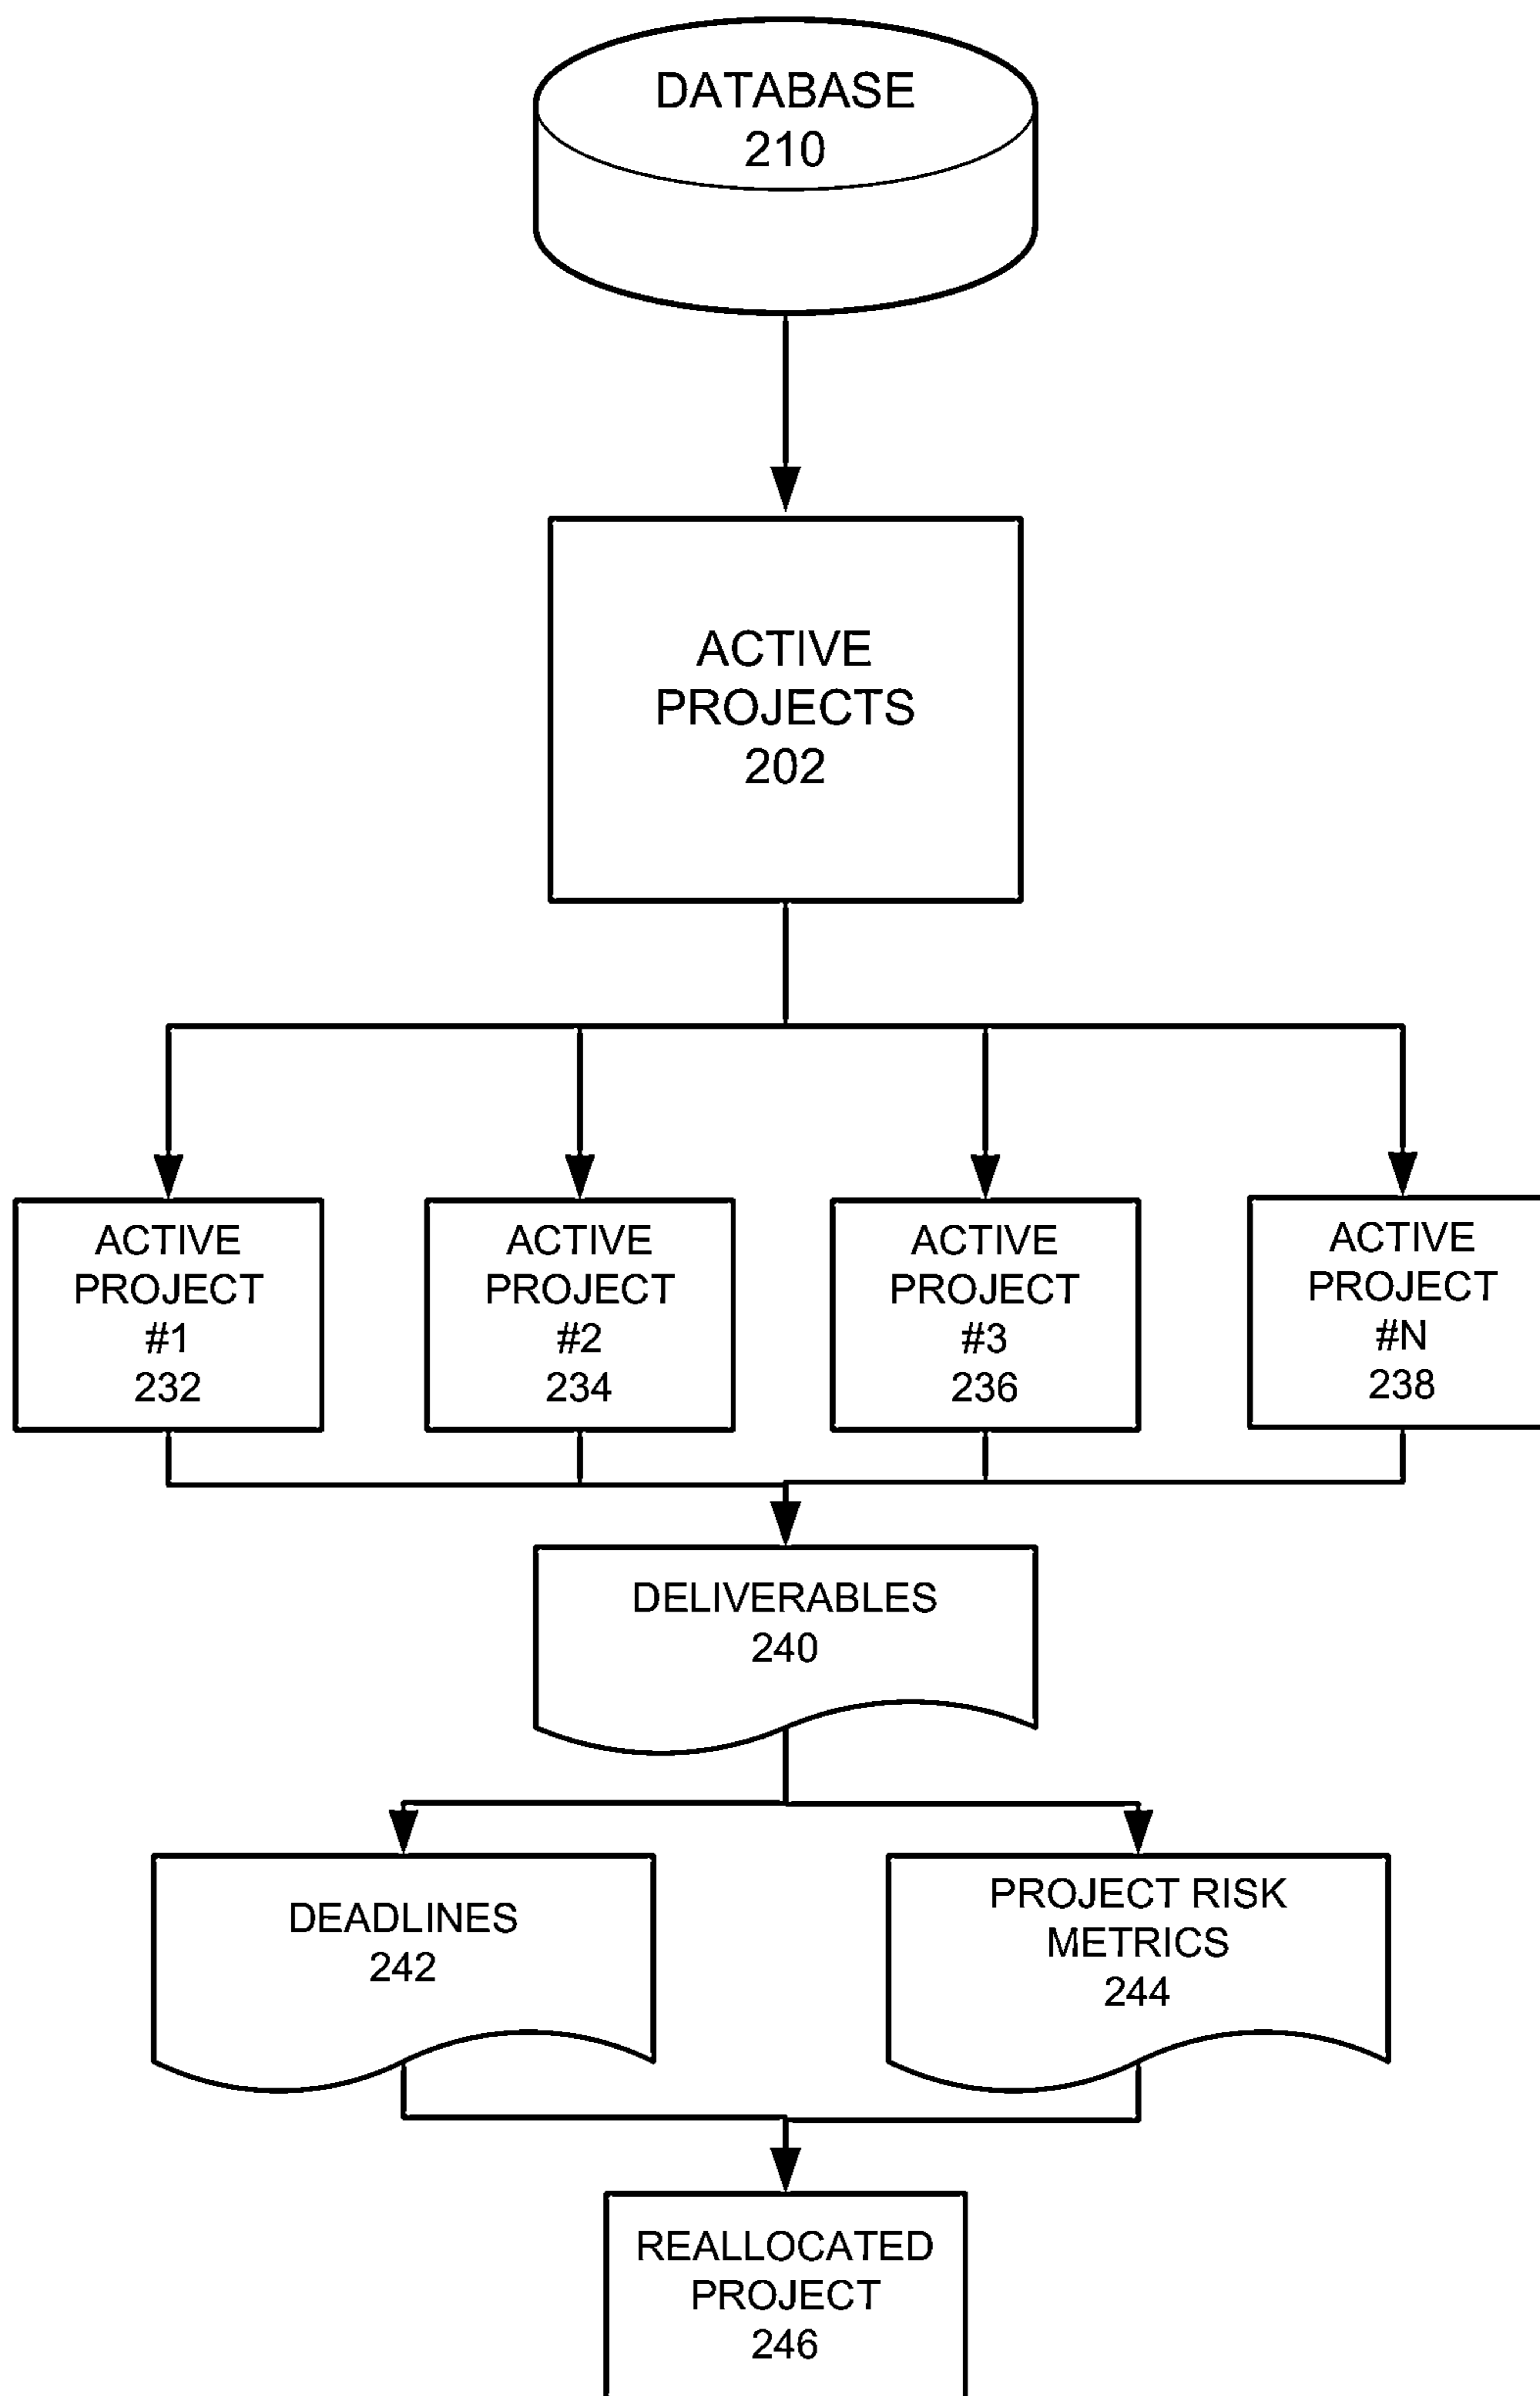 DATABASE
210
ACTIVE
PROJECTS
202
ACTIVE
PROJECT
#1
232
ACTIVE
PROJECT
#2
234
ACTIVE
PROJECT
#3
236
ACTIVE
PROJECT
#N
238
DELIVERABLES
240
DEADLINES
242
PROJECT RISK
METRICS
244
REALLOCATED
PROJECT
246